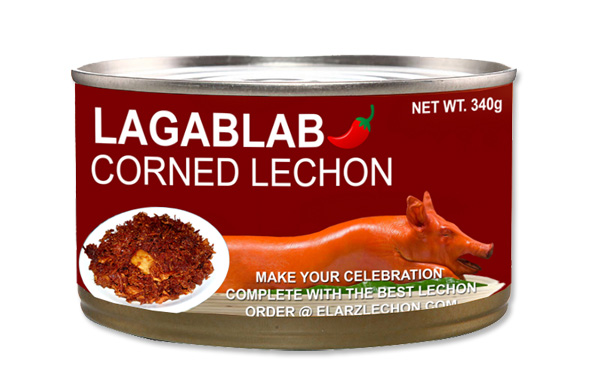 NET WT. 340g
LAGABLAB
CORNED LECHON
MAKE YOUR CELEBRATION
COMPLETE WITH THE BEST LECHON
ORDER @ ELARZLECHON.COM